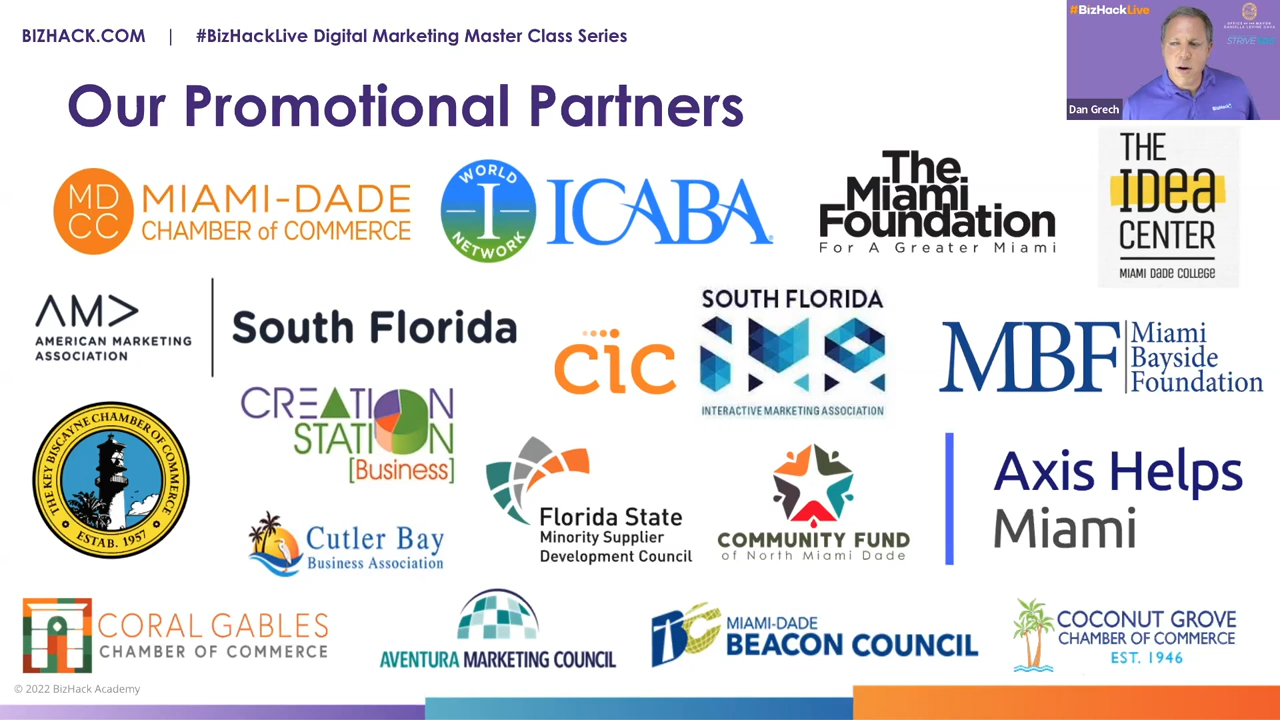 BIZHACK.COM | #BizHackLive Digital Marketing Master Class Series
#BizHackLive
Dan Grech
BizHack
Our Promotional Partners
MD
CC
MIAMI-DADE
CHAMBER of COMMERCE
WORLD
I
NETWORK
ICABA
The
Miami
Foundation
For A Greater Miami
THE
IDEA
CENTER
MIAMI DADE COLLEGE
AMA
AMERICAN MARKETING
ASSOCIATION
South Florida
cic
SOUTH FLORIDA
IMA
INTERACTIVE MARKETING ASSOCIATION
MBF
Miami
Bayside
Foundation
THE KEY BISCAYNE CHAMBER OF COMMERCE
ESTAB. 1957
CREATION
STATION
[Business]
Cutler Bay
Business Association
Florida State
Minority Supplier
Development Council
COMMUNITY FUND
of North Miami Dade
Axis Helps
Miami
CORAL GABLES
CHAMBER OF COMMERCE
AVENTURA MARKETING COUNCIL
MIAMI-DADE
BEACON COUNCIL
COCONUT GROVE
CHAMBER OF COMMERCE
EST. 1946
© 2022 BizHack Academy